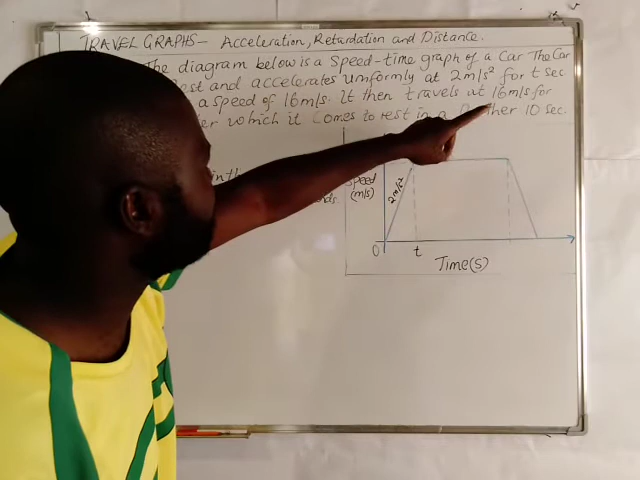 TRAVEL GRAPHS- Acceleration, Retardation and Distance.
The diagram below is a Speed-time graph of a Car The Car
and accelerates uniformly at 2m/s² for t sec
a speed of 16m/s. It then travels at 16m/s for
which it Comes to rest in a 10 sec.
Speed
(m/s)
2m/s²
0
t
Time(s)